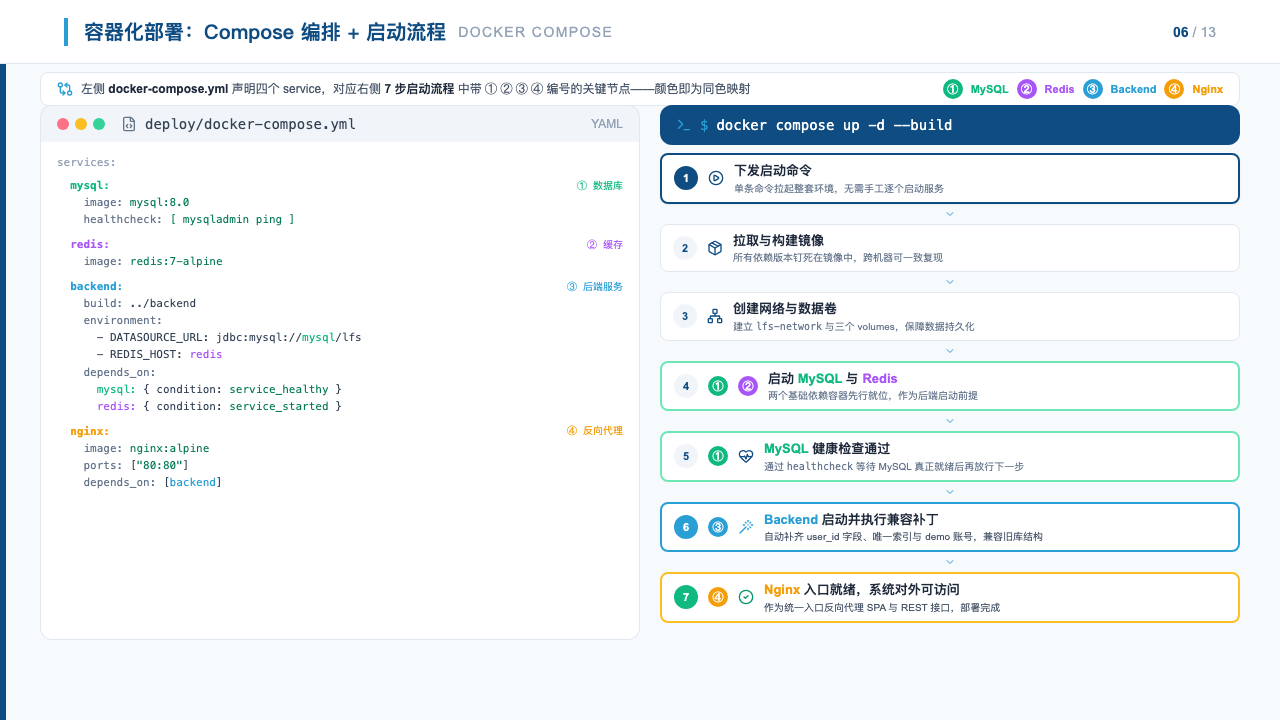 容器化部署：Compose 编排 + 启动流程 DOCKER COMPOSE
06 / 13
左侧 docker-compose.yml 声明四个 service，对应右侧 7 步启动流程 中带 ① ② ③ ④ 编号的关键节点——颜色即为同色映射
① MySQL ② Redis ③ Backend ④ Nginx
deploy/docker-compose.yml YAML
services:
mysql: ① 数据库
image: mysql:8.0
healthcheck: [ mysqladmin ping ]
redis: ② 缓存
image: redis:7-alpine
backend: ③ 后端服务
build: ../backend
environment:
- DATASOURCE_URL: jdbc:mysql://mysql/lfs
- REDIS_HOST: redis
depends_on:
mysql: { condition: service_healthy }
redis: { condition: service_started }
nginx: ④ 反向代理
image: nginx:alpine
ports: ["80:80"]
depends_on: [backend]
$ docker compose up -d --build
1 下发启动命令
单条命令拉起整套环境，无需手工逐个启动服务
2 拉取与构建镜像
所有依赖版本钉死在镜像中，跨机器可一致复现
3 创建网络与数据卷
建立 lfs-network 与三个 volumes，保障数据持久化
4 ① ② 启动 MySQL 与 Redis
两个基础依赖容器先行就位，作为后端启动前提
5 ① MySQL 健康检查通过
通过 healthcheck 等待 MySQL 真正就绪后再放行下一步
6 ③ Backend 启动并执行兼容补丁
自动补齐 user_id 字段、唯一索引与 demo 账号，兼容旧库结构
7 ④ Nginx 入口就绪，系统对外可访问
作为统一入口反向代理 SPA 与 REST 接口，部署完成